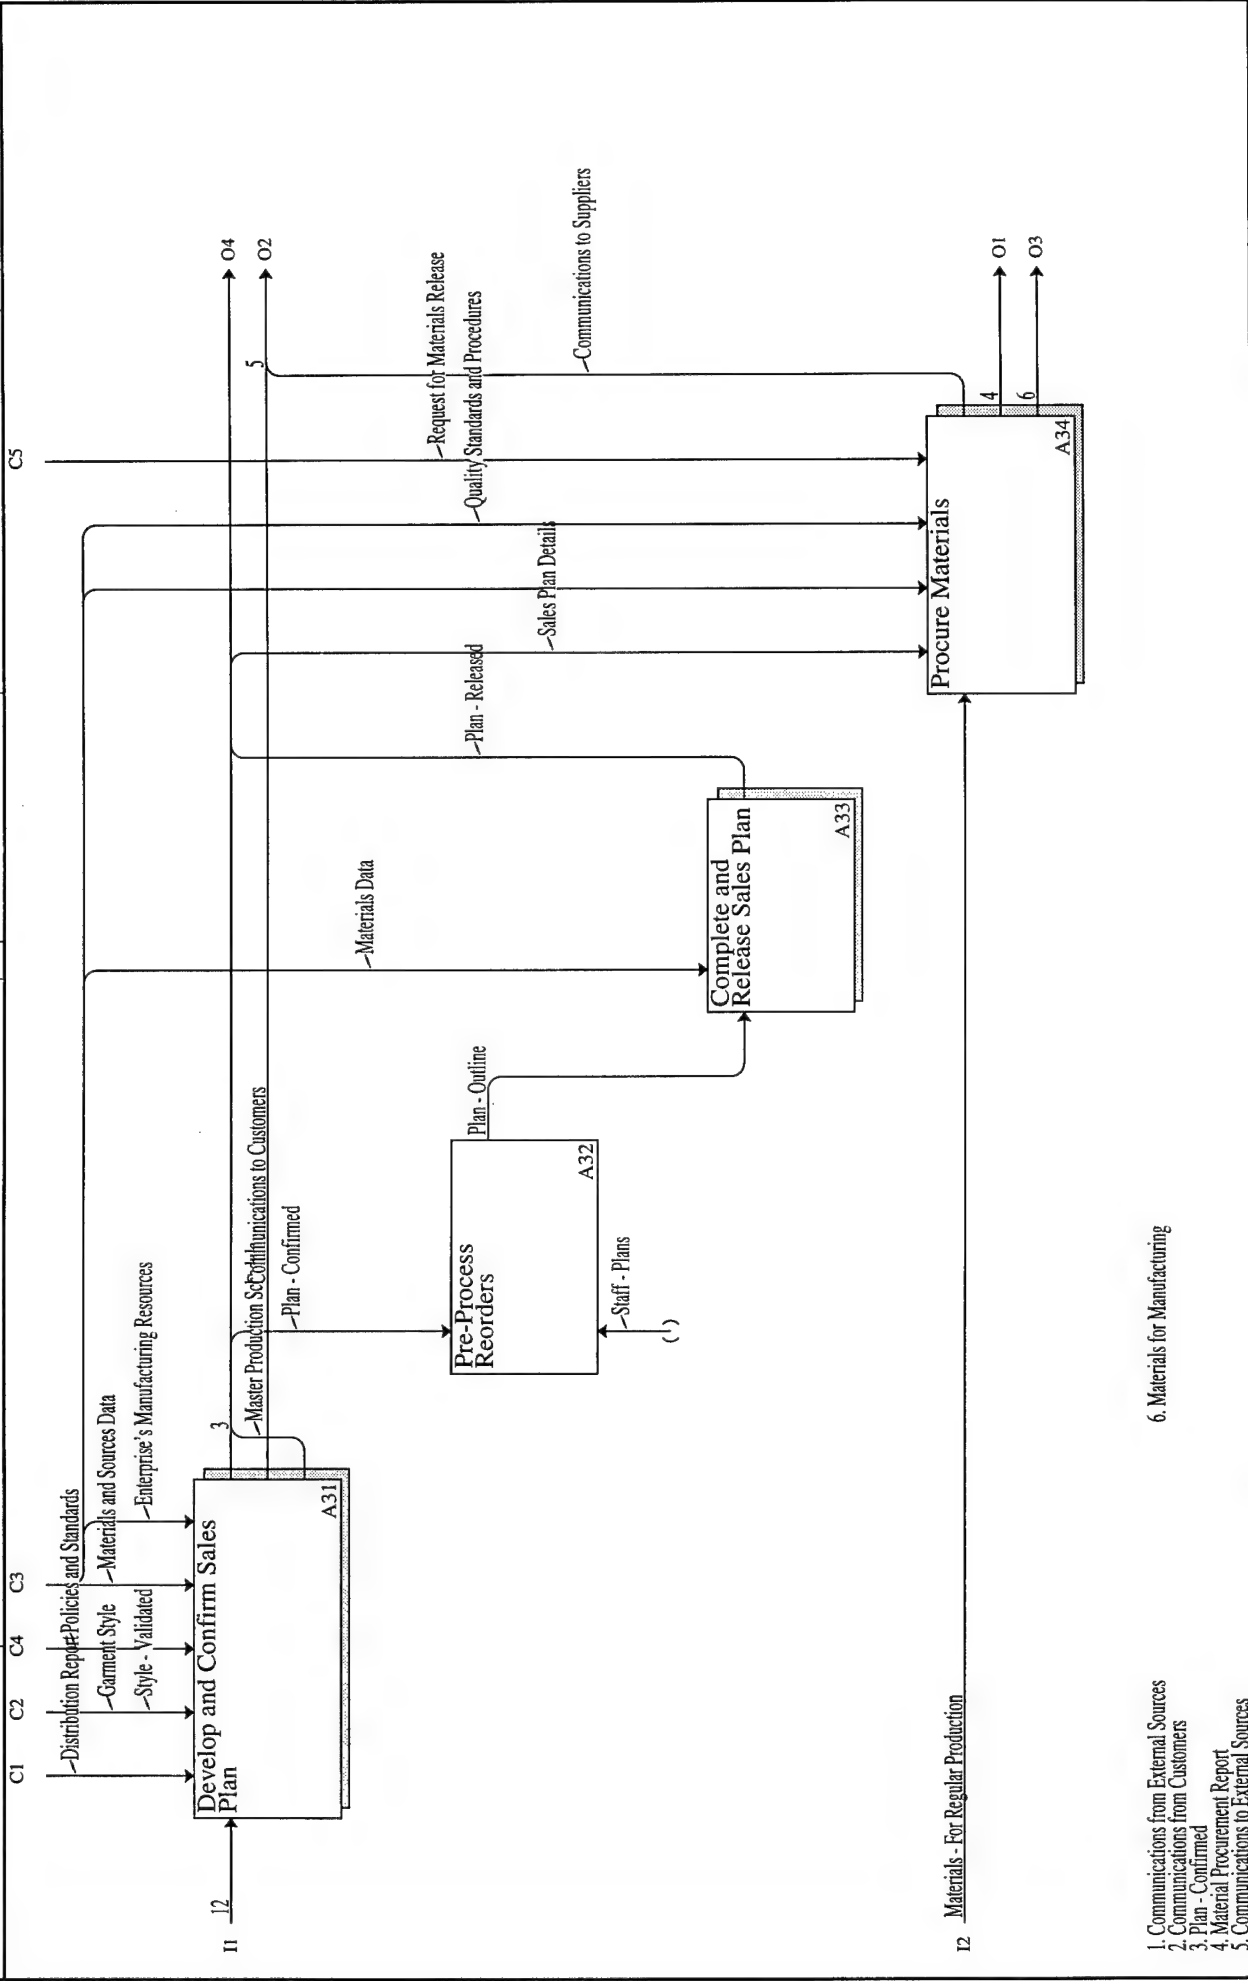 C1
C2
C4
C3
C5
Distribution Report
Policies and Standards
Garment Style
Materials and Sources Data
Style - Validated
Enterprise's Manufacturing Resources
I1
12
Develop and Confirm Sales
Plan
A31
3
O4
O2
5
Master Production
Communications to Customers
Plan - Confirmed
Materials Data
Request for Materials Release
Quality Standards and Procedures
Plan - Released
Sales Plan Details
Communications to Suppliers
Pre-Process
Reorders
A32
Plan - Outline
Staff - Plans
( )
Complete and
Release Sales Plan
A33
Procure Materials
A34
4
O1
6
O3
I2
Materials - For Regular Production
1. Communications from External Sources
2. Communications from Customers
3. Plan - Confirmed
4. Material Procurement Report
5. Communications to External Sources
6. Materials for Manufacturing